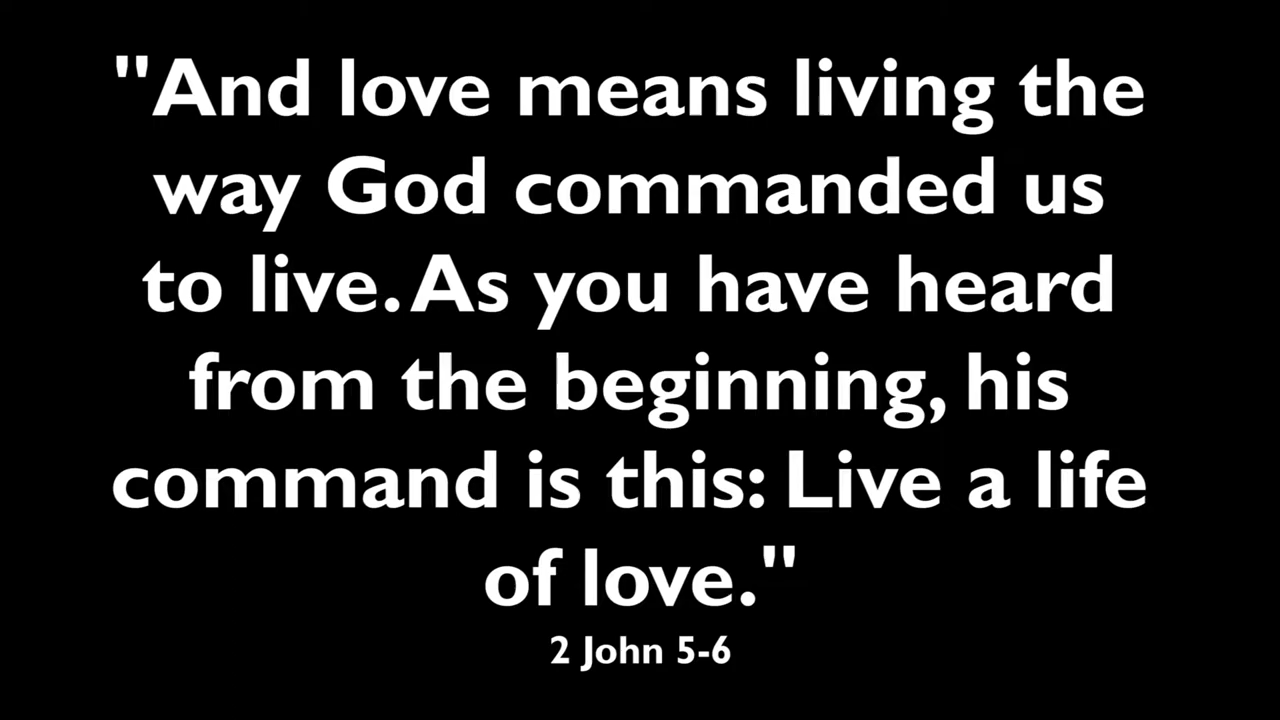 "And love means living the
way God commanded us
to live. As you have heard
from the beginning, his
command is this: Live a life
of love."
2 John 5-6